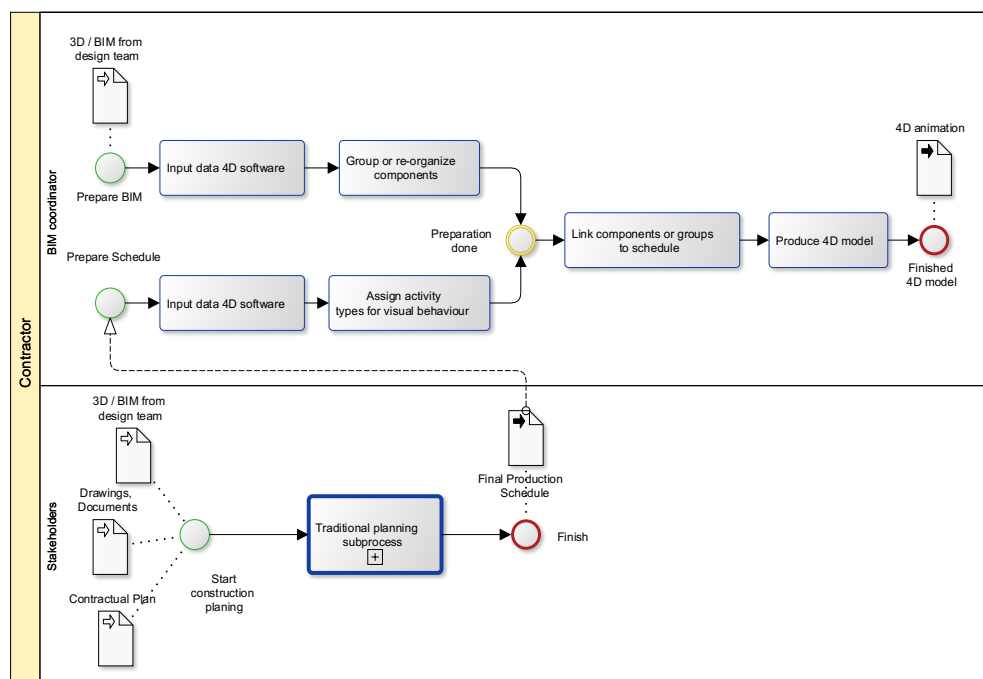 Contractor
BIM coordinator
3D / BIM from
design team
Prepare BIM
Input data 4D software
Group or re-organize
components
Prepare Schedule
Input data 4D software
Assign activity
types for visual behaviour
Preparation
done
Link components or groups
to schedule
Produce 4D model
4D animation
Finished
4D model
Stakeholders
3D / BIM from
design team
Drawings,
Documents
Contractual Plan
Start
construction
planing
Traditional planning
subprocess
+
Final Production
Schedule
Finish